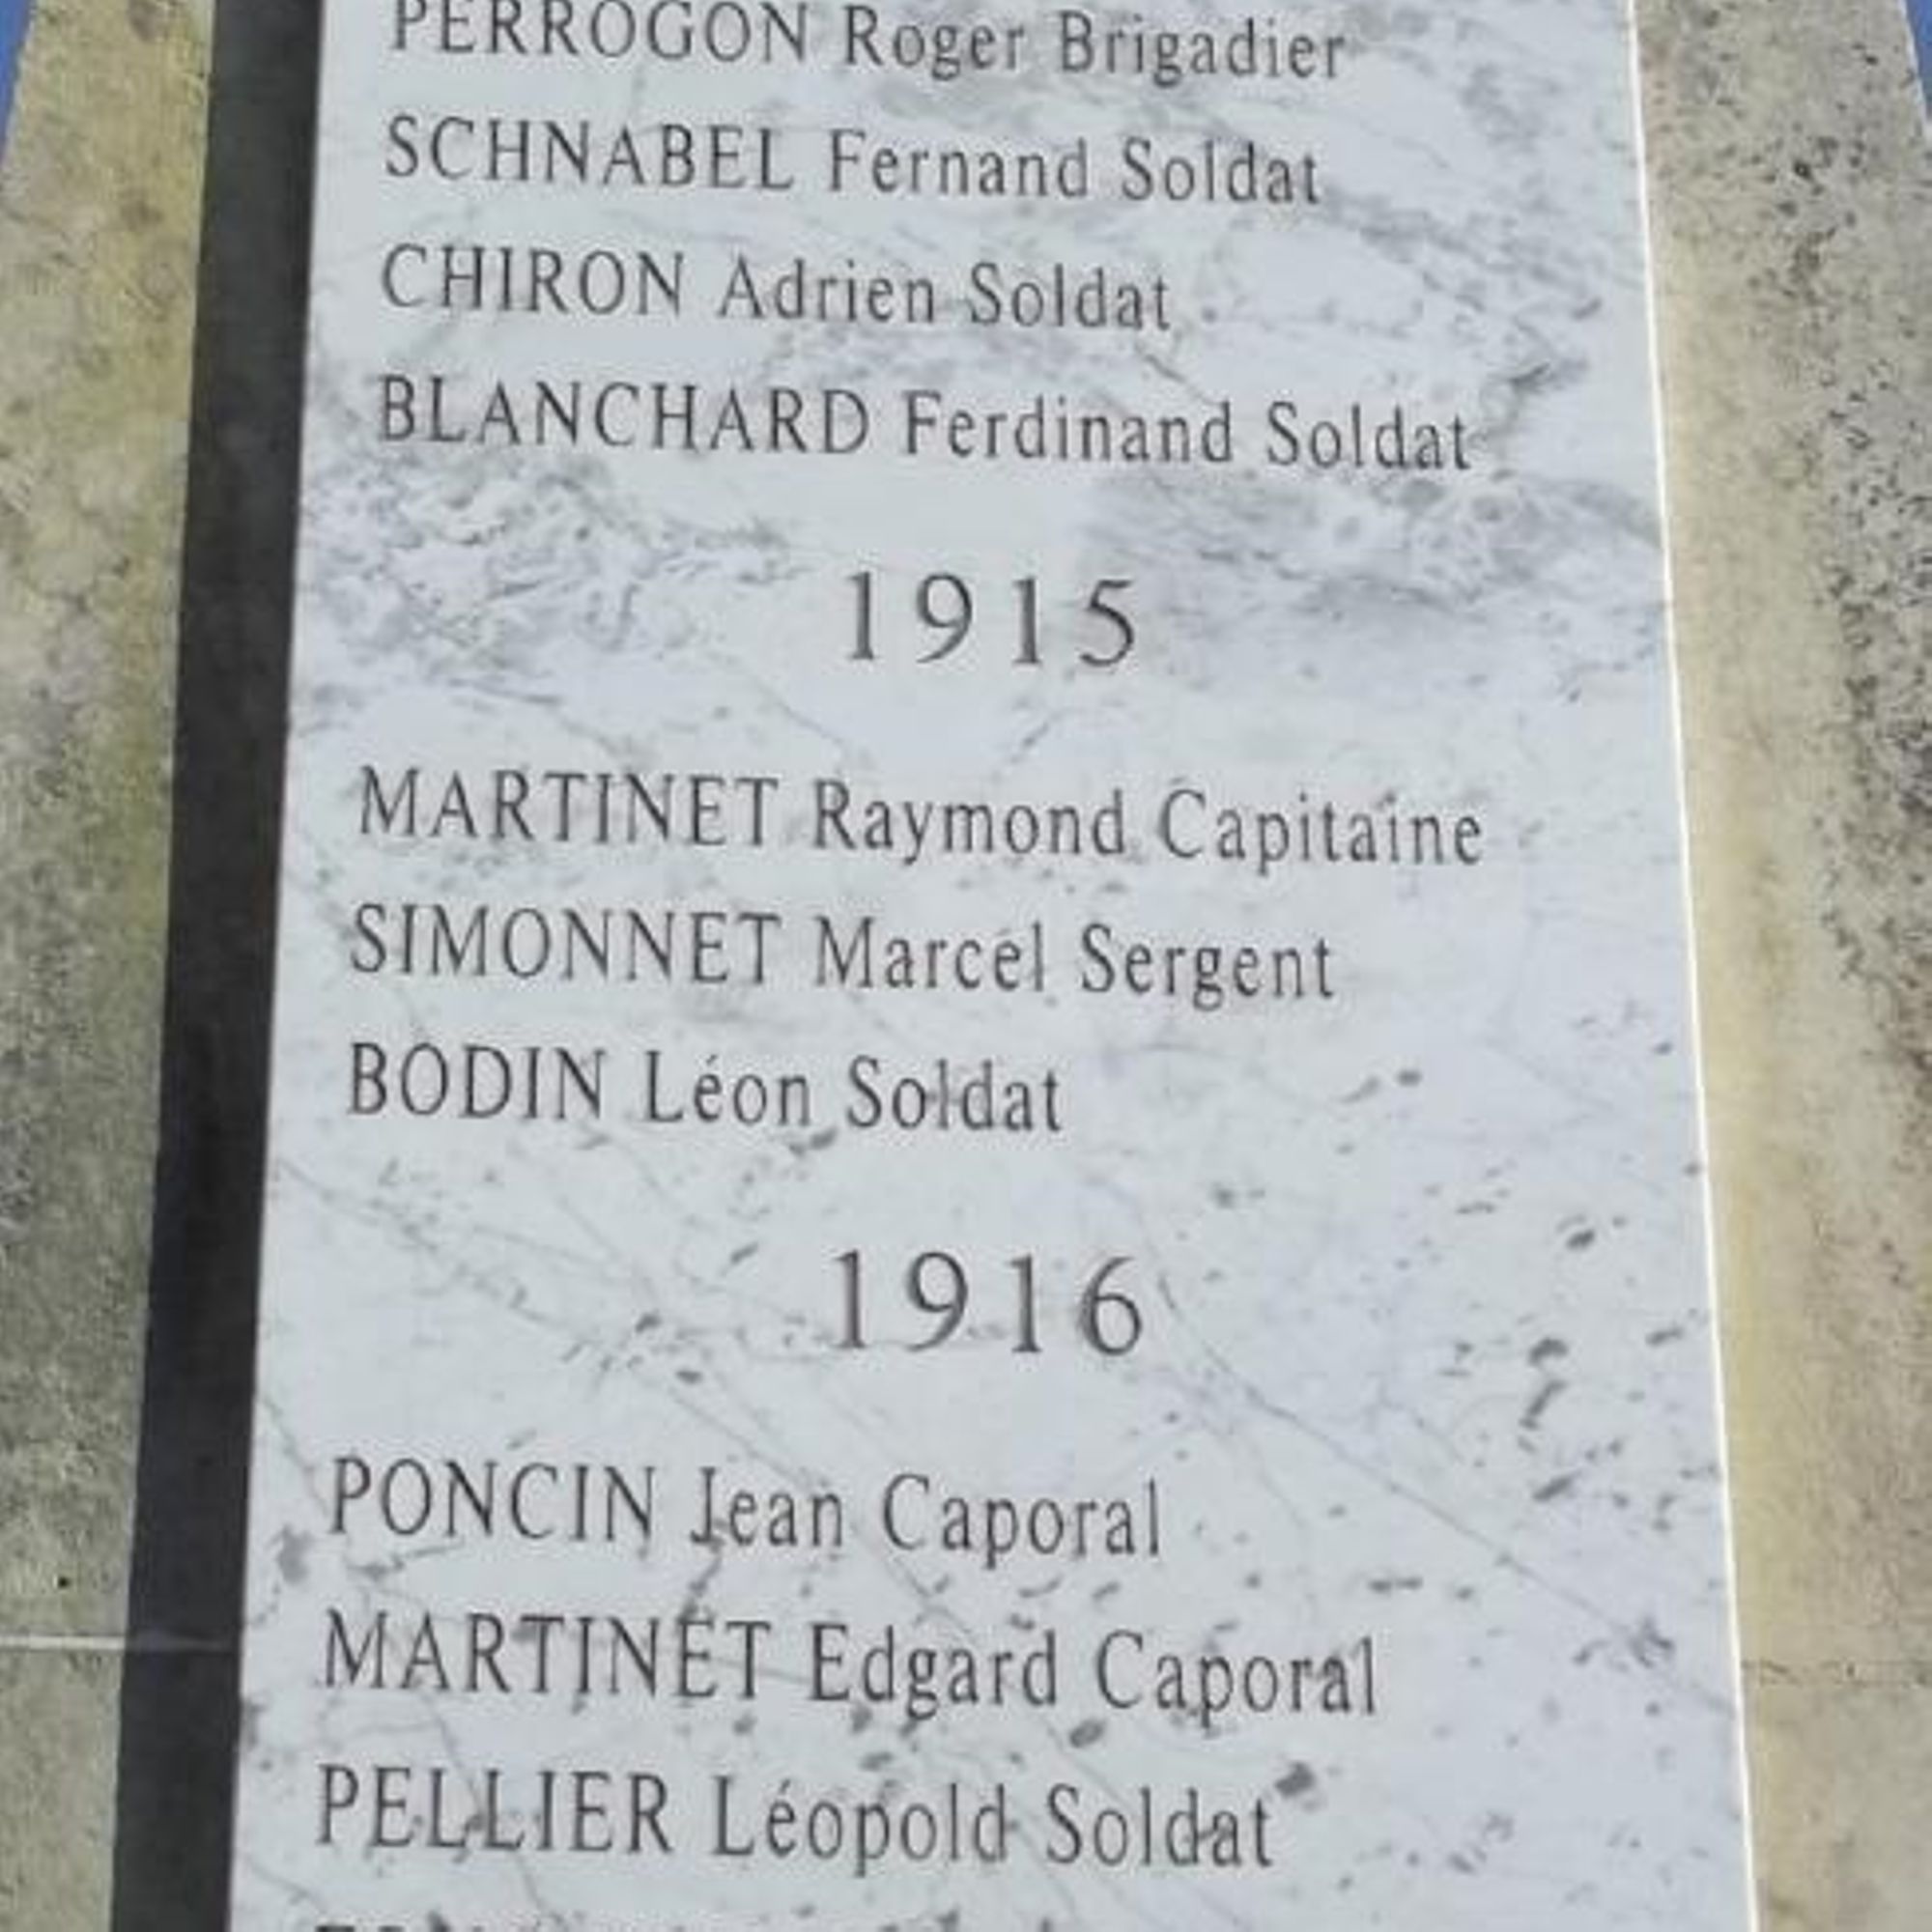 PERROGON Roger Brigadier
SCHNABEL Fernand Soldat
CHIRON Adrien Soldat
BLANCHARD Ferdinand Soldat
1915
MARTINET Raymond Capitaine
SIMONNET Marcel Sergent
BODIN Léon Soldat
1916
PONCIN Jean Caporal
MARTINET Edgard Caporal
PELLIER Léopold Soldat